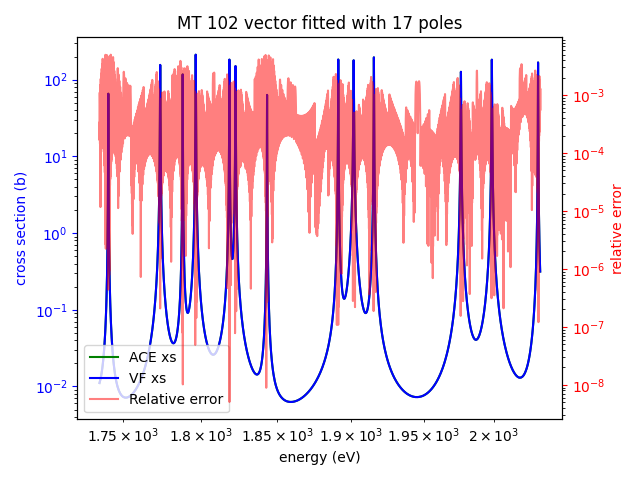 MT 102 vector fitted with 17 poles
cross section (b)
10² 10¹ 10⁰ 10⁻¹ 10⁻²
10⁻³ 10⁻⁴ 10⁻⁵ 10⁻⁶ 10⁻⁷ 10⁻⁸
relative error
ACE xs
VF xs
Relative error
1.75 × 10³ 1.8 × 10³ 1.85 × 10³ 1.9 × 10³ 1.95 × 10³ 2 × 10³
energy (eV)